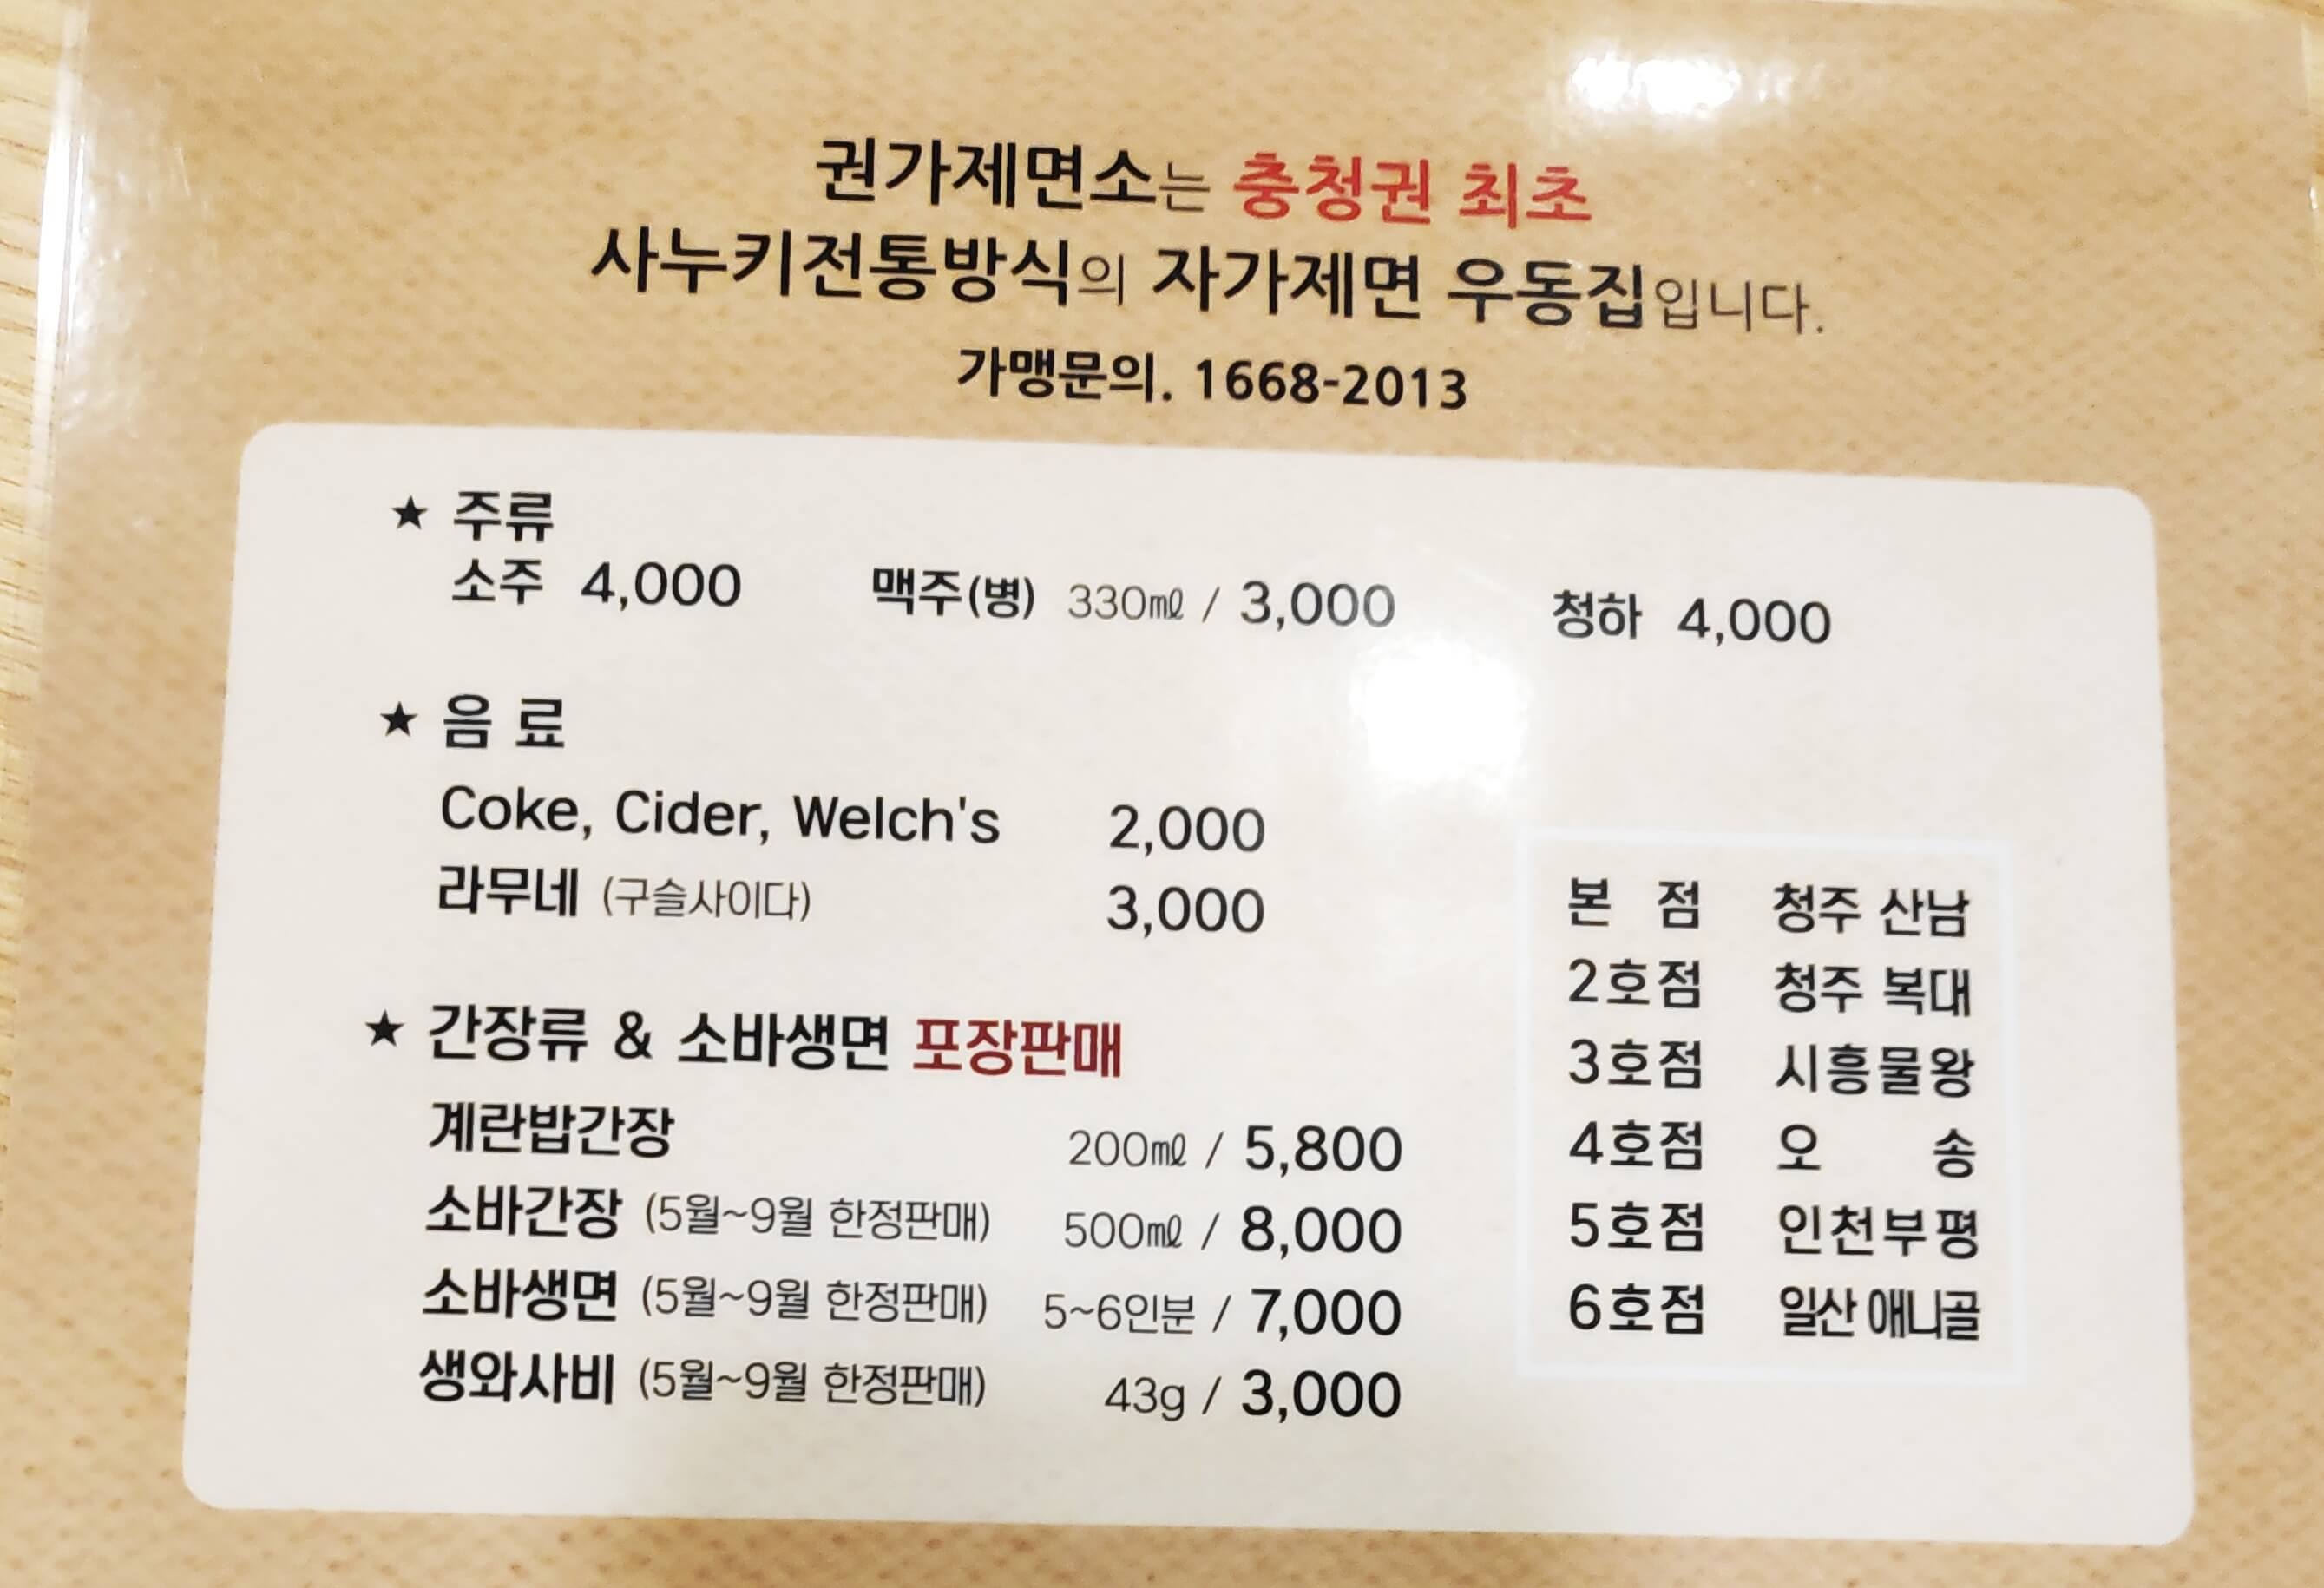 권가제면소는 충청권 최초
사누키전통방식의 자가제면 우동집입니다.
가맹문의. 1668-2013
★ 주류
소주 4,000 맥주(병) 330㎖ / 3,000 청하 4,000
★ 음 료
Coke, Cider, Welch's 2,000
라무네 (구슬사이다) 3,000
★ 간장류 & 소바생면 포장판매
계란밥간장 200㎖ / 5,800
소바간장 (5월~9월 한정판매) 500㎖ / 8,000
소바생면 (5월~9월 한정판매) 5~6인분 / 7,000
생와사비 (5월~9월 한정판매) 43g / 3,000
본 점 청주 산남
2호점 청주 복대
3호점 시흥물왕
4호점 오 송
5호점 인천부평
6호점 일산 애니골